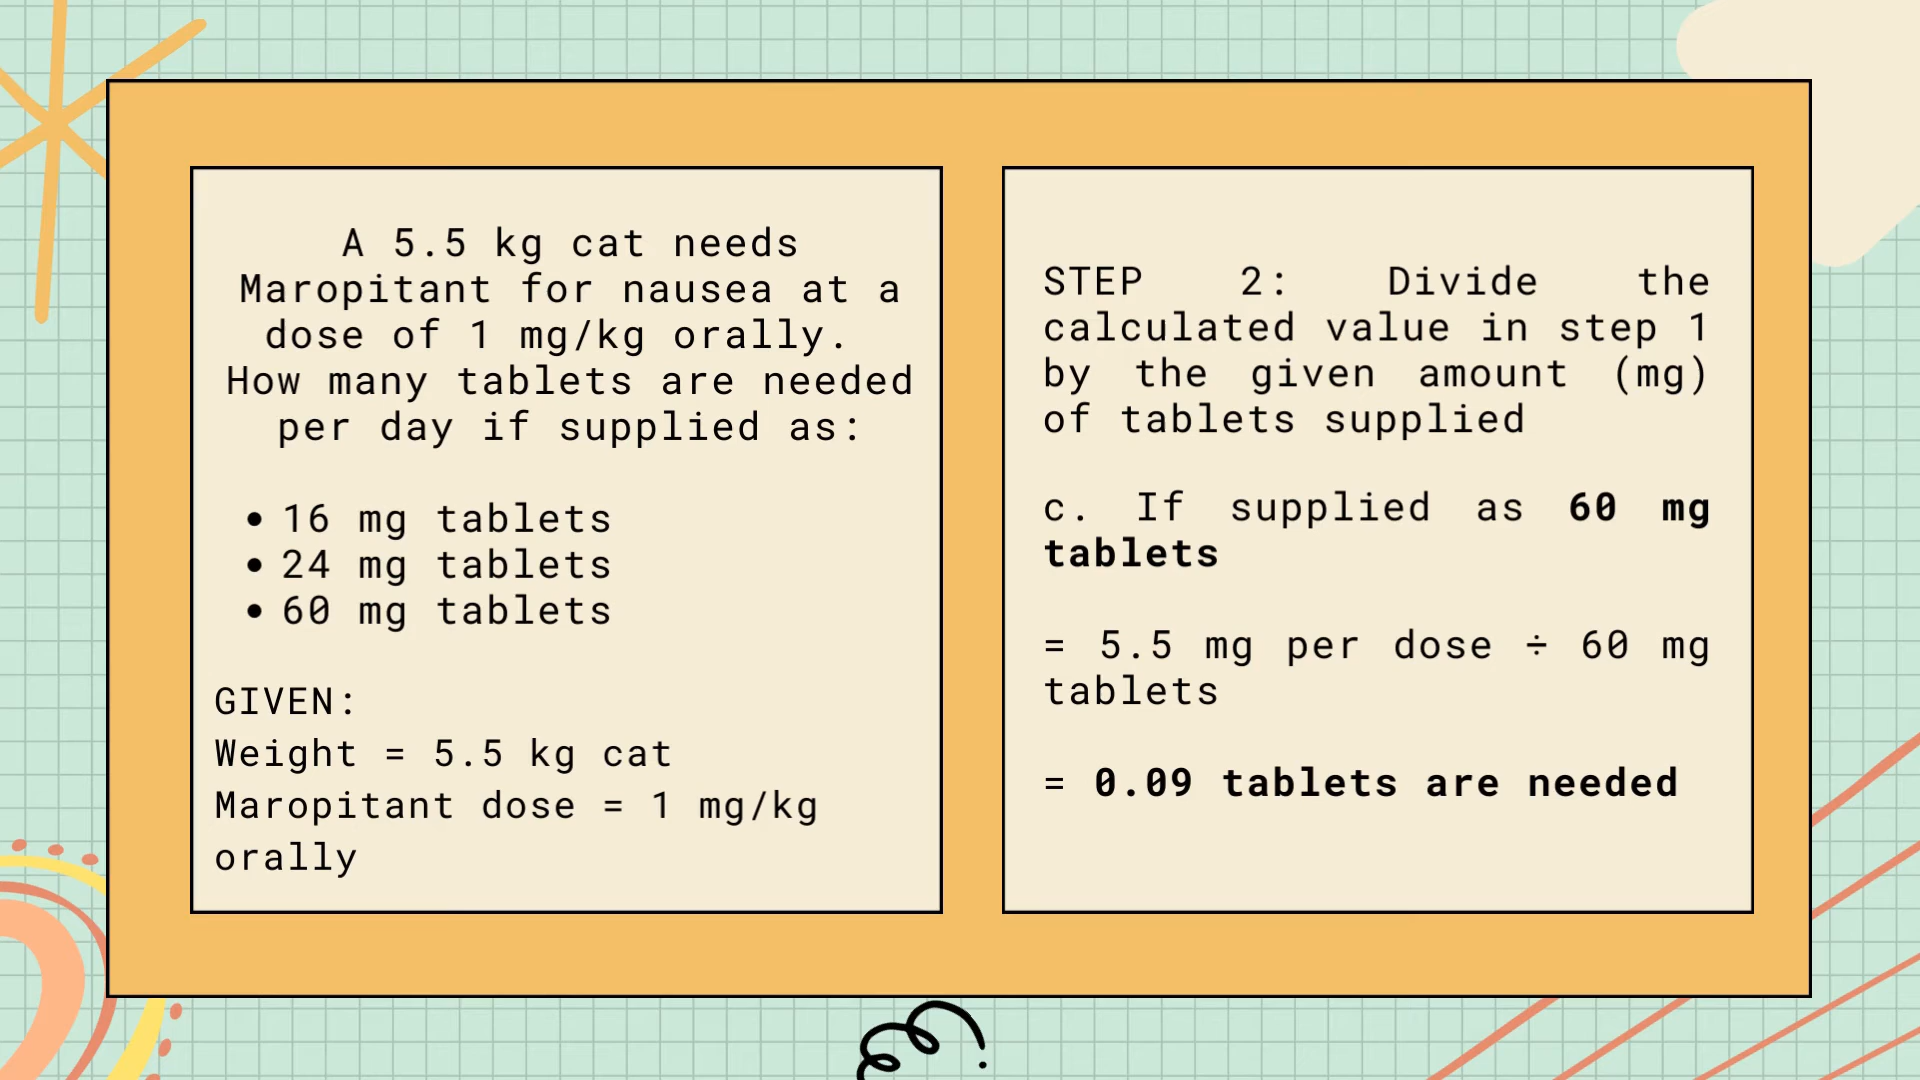 A 5.5 kg cat needs
Maropitant for nausea at a
dose of 1 mg/kg orally.
How many tablets are needed
per day if supplied as:
• 16 mg tablets
• 24 mg tablets
• 60 mg tablets
GIVEN:
Weight = 5.5 kg cat
Maropitant dose = 1 mg/kg
orally
STEP 2: Divide the
calculated value in step 1
by the given amount (mg)
of tablets supplied
c. If supplied as 60 mg
tablets
= 5.5 mg per dose ÷ 60 mg
tablets
= 0.09 tablets are needed